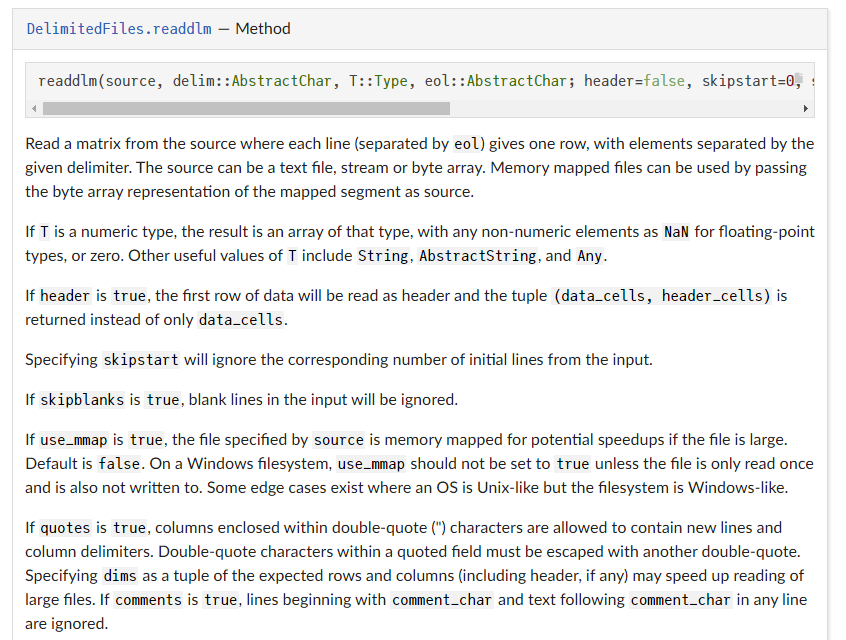 DelimitedFiles.readdlm — Method
readdlm(source, delim::AbstractChar, T::Type, eol::AbstractChar; header=false, skipstart=0,
Read a matrix from the source where each line (separated by eol) gives one row, with elements separated by the
given delimiter. The source can be a text file, stream or byte array. Memory mapped files can be used by passing
the byte array representation of the mapped segment as source.
If T is a numeric type, the result is an array of that type, with any non-numeric elements as NaN for floating-point
types, or zero. Other useful values of T include String, AbstractString, and Any.
If header is true, the first row of data will be read as header and the tuple (data_cells, header_cells) is
returned instead of only data_cells.
Specifying skipstart will ignore the corresponding number of initial lines from the input.
If skipblanks is true, blank lines in the input will be ignored.
If use_mmap is true, the file specified by source is memory mapped for potential speedups if the file is large.
Default is false. On a Windows filesystem, use_mmap should not be set to true unless the file is only read once
and is also not written to. Some edge cases exist where an OS is Unix-like but the filesystem is Windows-like.
If quotes is true, columns enclosed within double-quote (") characters are allowed to contain new lines and
column delimiters. Double-quote characters within a quoted field must be escaped with another double-quote.
Specifying dims as a tuple of the expected rows and columns (including header, if any) may speed up reading of
large files. If comments is true, lines beginning with comment_char and text following comment_char in any line
are ignored.